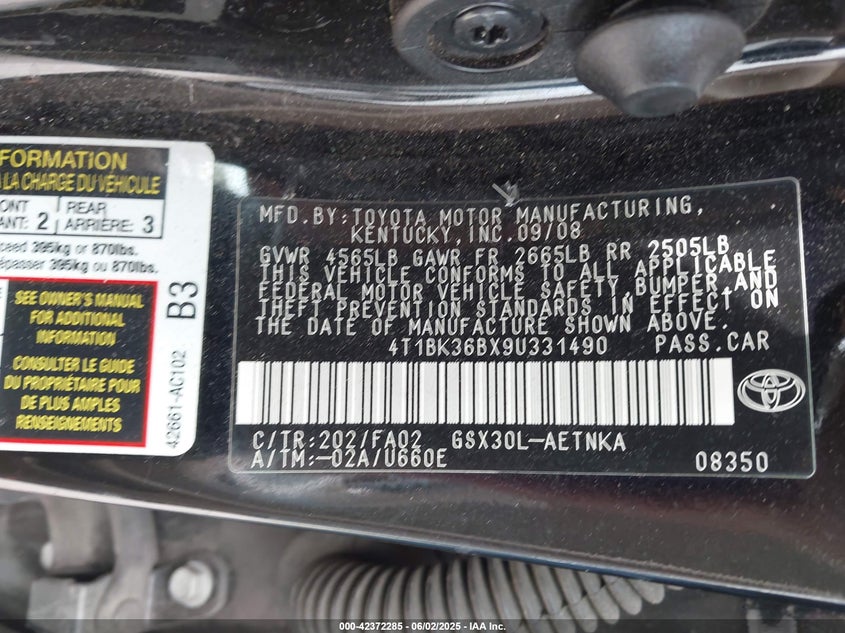 FORMATION
LA CHARGE DU VÉHICULE
ANT: 2
REAR
ARRIÈRE: 3
395kg or 870lbs.
395kg ou 870lbs.
SEE OWNER'S MANUAL
FOR ADDITIONAL
INFORMATION
CONSULTER LE GUIDE
DU PROPRIÉTAIRE POUR
DE PLUS AMPLES
RENSEIGNEMENTS
B3
42661-AC102
MFD. BY: TOYOTA MOTOR MANUFACTURING,
KENTUCKY, INC. 09/08
GVWR 4565LB GAWR FR 2665LB RR 2505LB
THIS VEHICLE CONFORMS TO ALL APPLICABLE
FEDERAL MOTOR VEHICLE SAFETY, BUMPER, AND
THEFT PREVENTION STANDARDS IN EFFECT ON
THE DATE OF MANUFACTURE SHOWN ABOVE.
4T1BK36BX9U331490 PASS. CAR
C/TR: 202/FA02 GSX30L-AETNKA
A/TM: -02A/U660E
08350
000-42372285 | 06/02/2025 - IAA Inc.